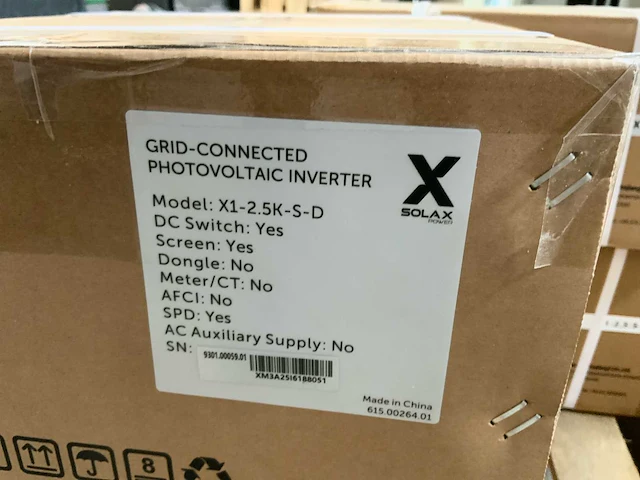 GRID-CONNECTED
PHOTOVOLTAIC INVERTER
X
SOLAX
POWER
Model: X1-2.5K-S-D
DC Switch: Yes
Screen: Yes
Dongle: No
Meter/CT: No
AFCI: No
SPD: Yes
AC Auxiliary Supply: No
SN:
9301.00059.01
XM3A25I6188051
Made in China
615.00264.01
8